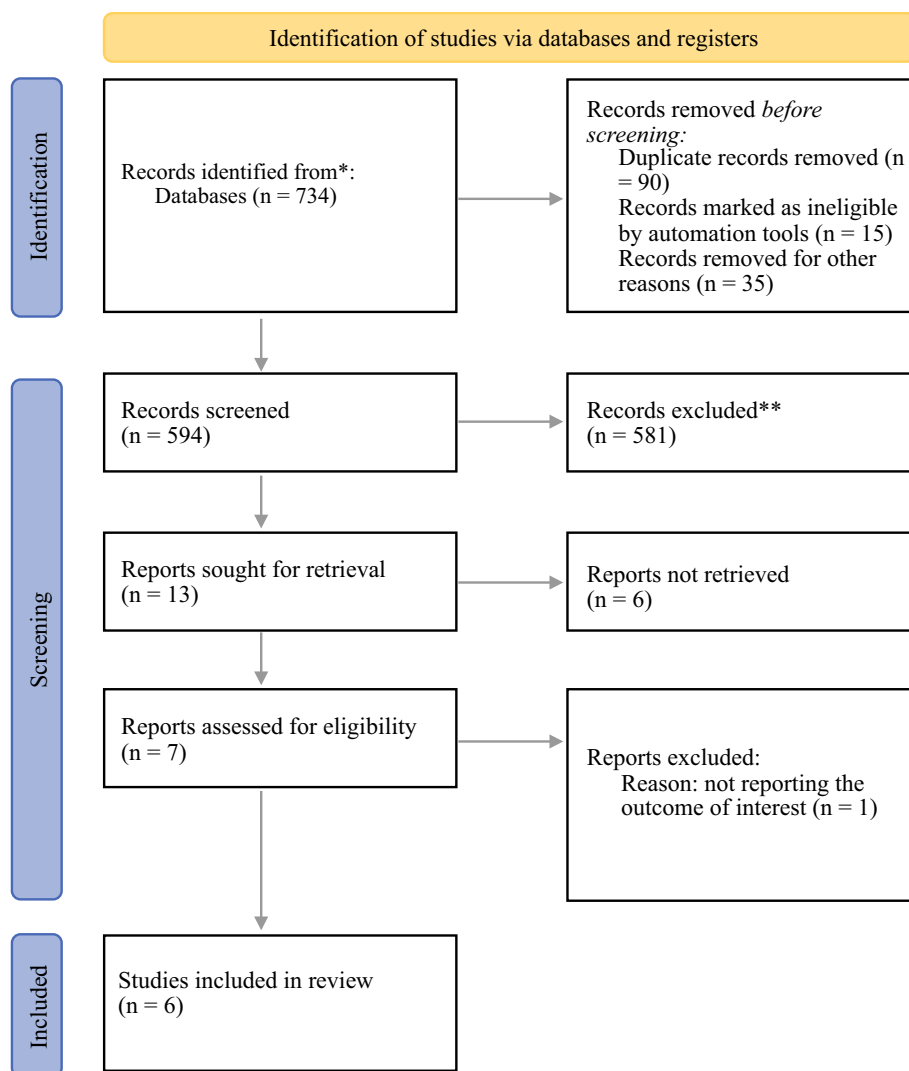 Identification of studies via databases and registers
Identification
Records identified from*:
Databases (n = 734)
Records removed before
screening:
Duplicate records removed (n
= 90)
Records marked as ineligible
by automation tools (n = 15)
Records removed for other
reasons (n = 35)
Screening
Records screened
(n = 594)
Records excluded**
(n = 581)
Reports sought for retrieval
(n = 13)
Reports not retrieved
(n = 6)
Reports assessed for eligibility
(n = 7)
Reports excluded:
Reason: not reporting the
outcome of interest (n = 1)
Included
Studies included in review
(n = 6)